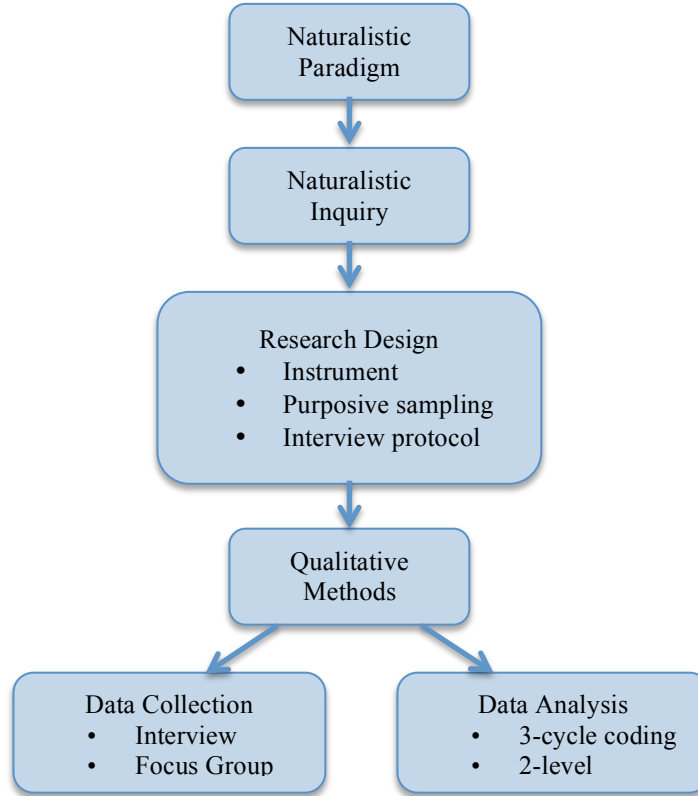 Naturalistic
Paradigm
Naturalistic
Inquiry
Research Design
• Instrument
• Purposive sampling
• Interview protocol
Qualitative
Methods
Data Collection
• Interview
• Focus Group
Data Analysis
• 3-cycle coding
• 2-level